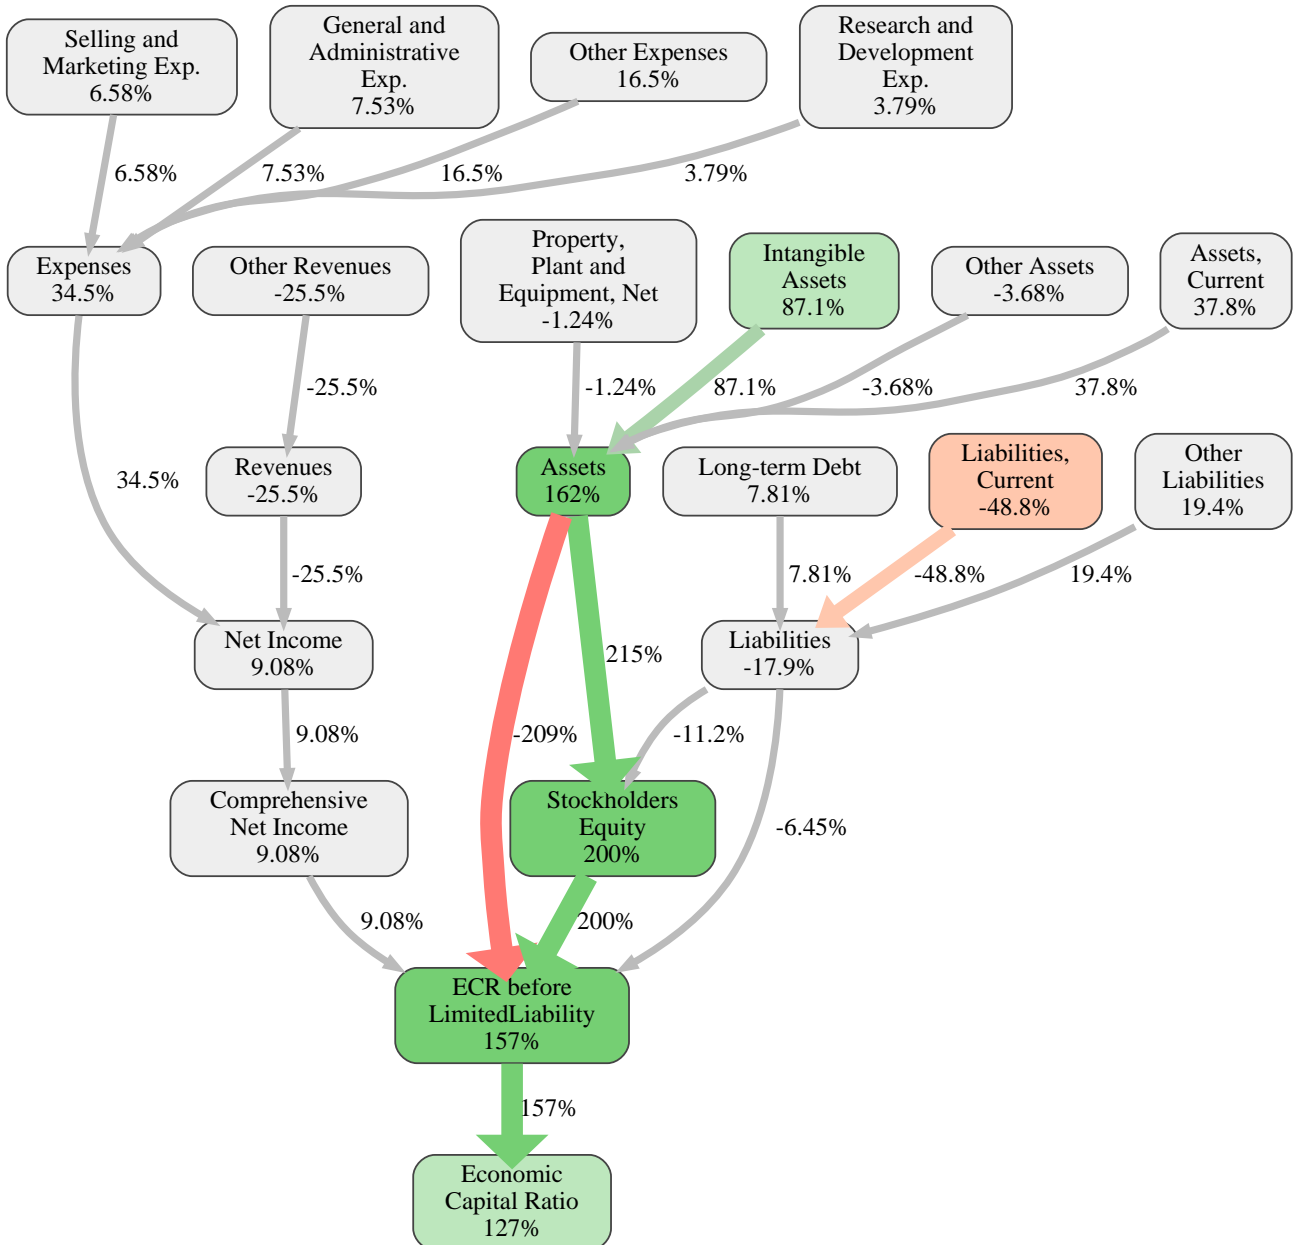 Selling and
Marketing Exp.
6.58%
General and
Administrative
Exp.
7.53%
Other Expenses
16.5%
Research and
Development
Exp.
3.79%
6.58%
7.53%
16.5%
3.79%
Expenses
34.5%
Other Revenues
-25.5%
Property,
Plant and
Equipment, Net
-1.24%
Intangible
Assets
87.1%
Other Assets
-3.68%
Assets,
Current
37.8%
-25.5%
-1.24%
87.1%
-3.68%
37.8%
34.5%
Revenues
-25.5%
Assets
162%
Long-term Debt
7.81%
Liabilities,
Current
-48.8%
Other
Liabilities
19.4%
-25.5%
7.81%
-48.8%
19.4%
Net Income
9.08%
215%
Liabilities
-17.9%
9.08%
-209%
-11.2%
Comprehensive
Net Income
9.08%
Stockholders
Equity
200%
-6.45%
9.08%
200%
ECR before
LimitedLiability
157%
157%
Economic
Capital Ratio
127%